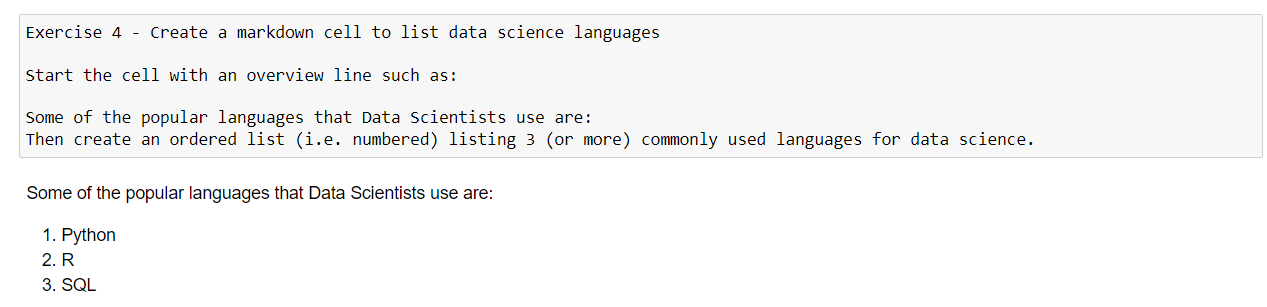 Exercise 4 - Create a markdown cell to list data science languages
Start the cell with an overview line such as:
Some of the popular languages that Data Scientists use are:
Then create an ordered list (i.e. numbered) listing 3 (or more) commonly used languages for data science.
Some of the popular languages that Data Scientists use are:
1. Python
2. R
3. SQL